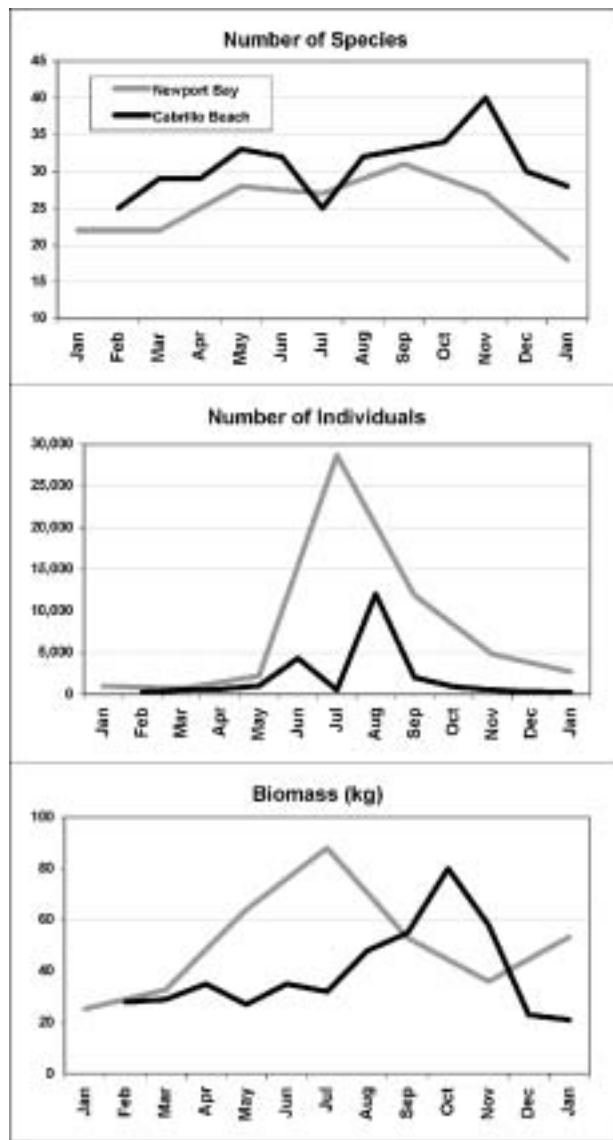 Number of Species
45
40
35
30
25
20
15
10
Newport Bay
Cabrillo Beach
Jan
Feb
Mar
Apr
May
Jun
Jul
Aug
Sep
Oct
Nov
Dec
Jan
Number of Individuals
30,000
25,000
20,000
15,000
10,000
5,000
0
Jan
Feb
Mar
Apr
May
Jun
Jul
Aug
Sep
Oct
Nov
Dec
Jan
Biomass (kg)
100
80
60
40
20
0
Jan
Feb
Mar
Apr
May
Jun
Jul
Aug
Sep
Oct
Nov
Dec
Jan